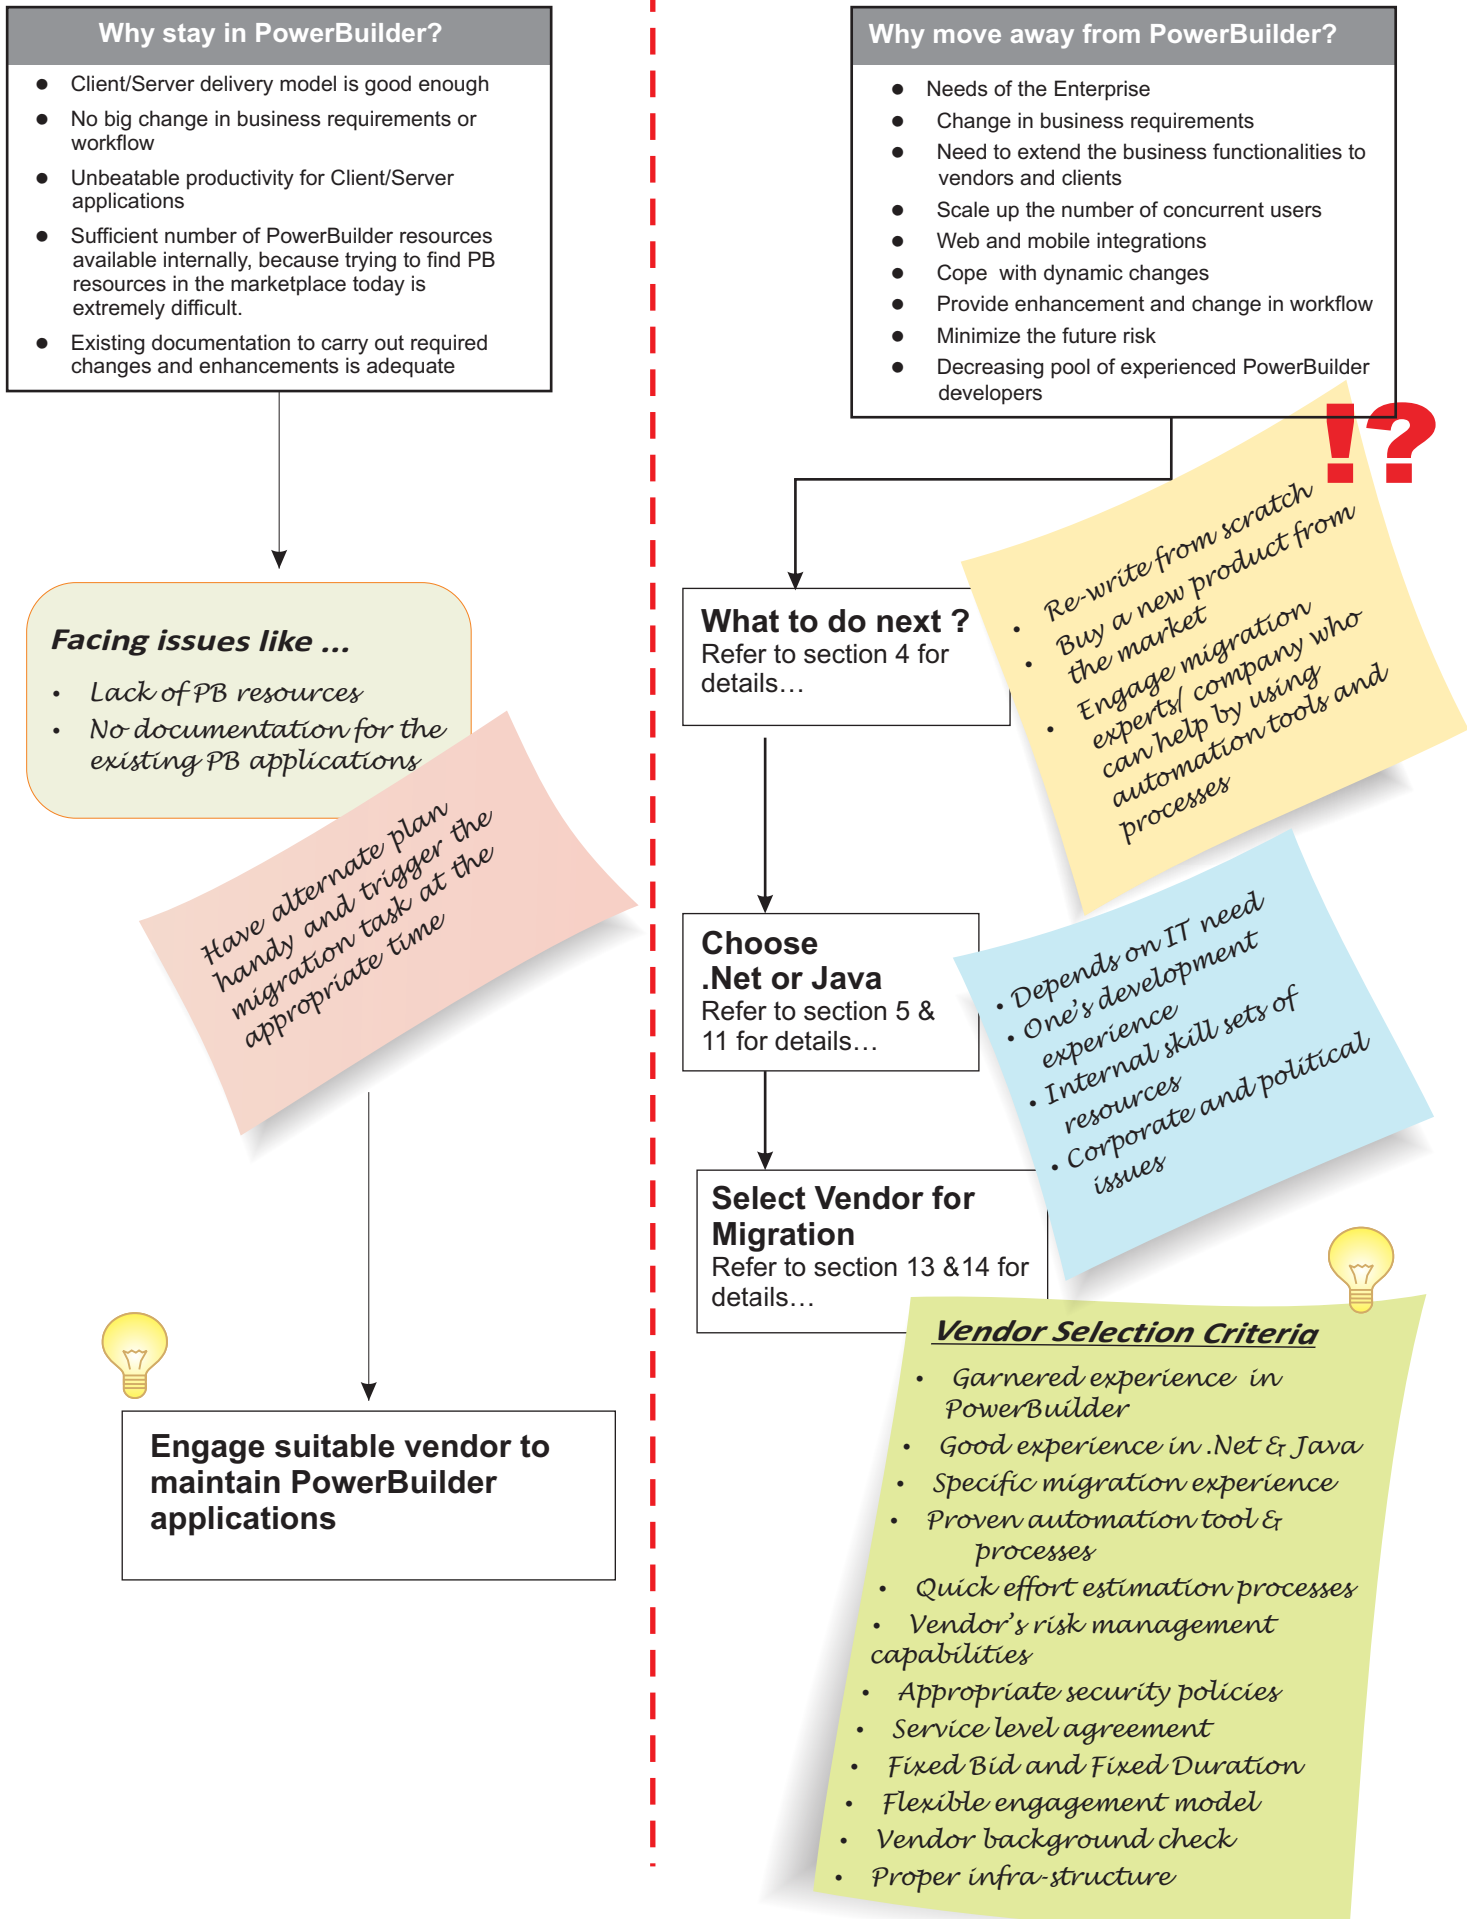 Why stay in PowerBuilder?
● Client/Server delivery model is good enough
● No big change in business requirements or
workflow
● Unbeatable productivity for Client/Server
applications
● Sufficient number of PowerBuilder resources
available internally, because trying to find PB
resources in the marketplace today is
extremely difficult.
● Existing documentation to carry out required
changes and enhancements is adequate
Facing issues like ...
• Lack of PB resources
• No documentation for the
existing PB applications
Have alternate plan
handy and trigger the
migration task at the
appropriate time
Engage suitable vendor to
maintain PowerBuilder
applications
Why move away from PowerBuilder?
● Needs of the Enterprise
● Change in business requirements
● Need to extend the business functionalities to
vendors and clients
● Scale up the number of concurrent users
● Web and mobile integrations
● Cope  with dynamic changes
● Provide enhancement and change in workflow
● Minimize the future risk
● Decreasing pool of experienced PowerBuilder
developers
!?
What to do next ?
Refer to section 4 for
details…
• Re-write from scratch
• Buy a new product from
the market
• Engage migration
experts/ company who
can help by using
automation tools and
processes
Choose
.Net or Java
Refer to section 5 &
11 for details…
• Depends on IT need
• One's development
experience
• Internal skill sets of
resources
• Corporate and political
issues
Select Vendor for
Migration
Refer to section 13 &14 for
details…
Vendor Selection Criteria
• Garnered experience  in
PowerBuilder
• Good experience in .Net & Java
• Specific migration experience
• Proven automation tool &
processes
• Quick effort estimation processes
• Vendor's risk management
capabilities
• Appropriate security policies
• Service level agreement
• Fixed Bid and Fixed Duration
• Flexible engagement model
• Vendor background check
• Proper infra-structure